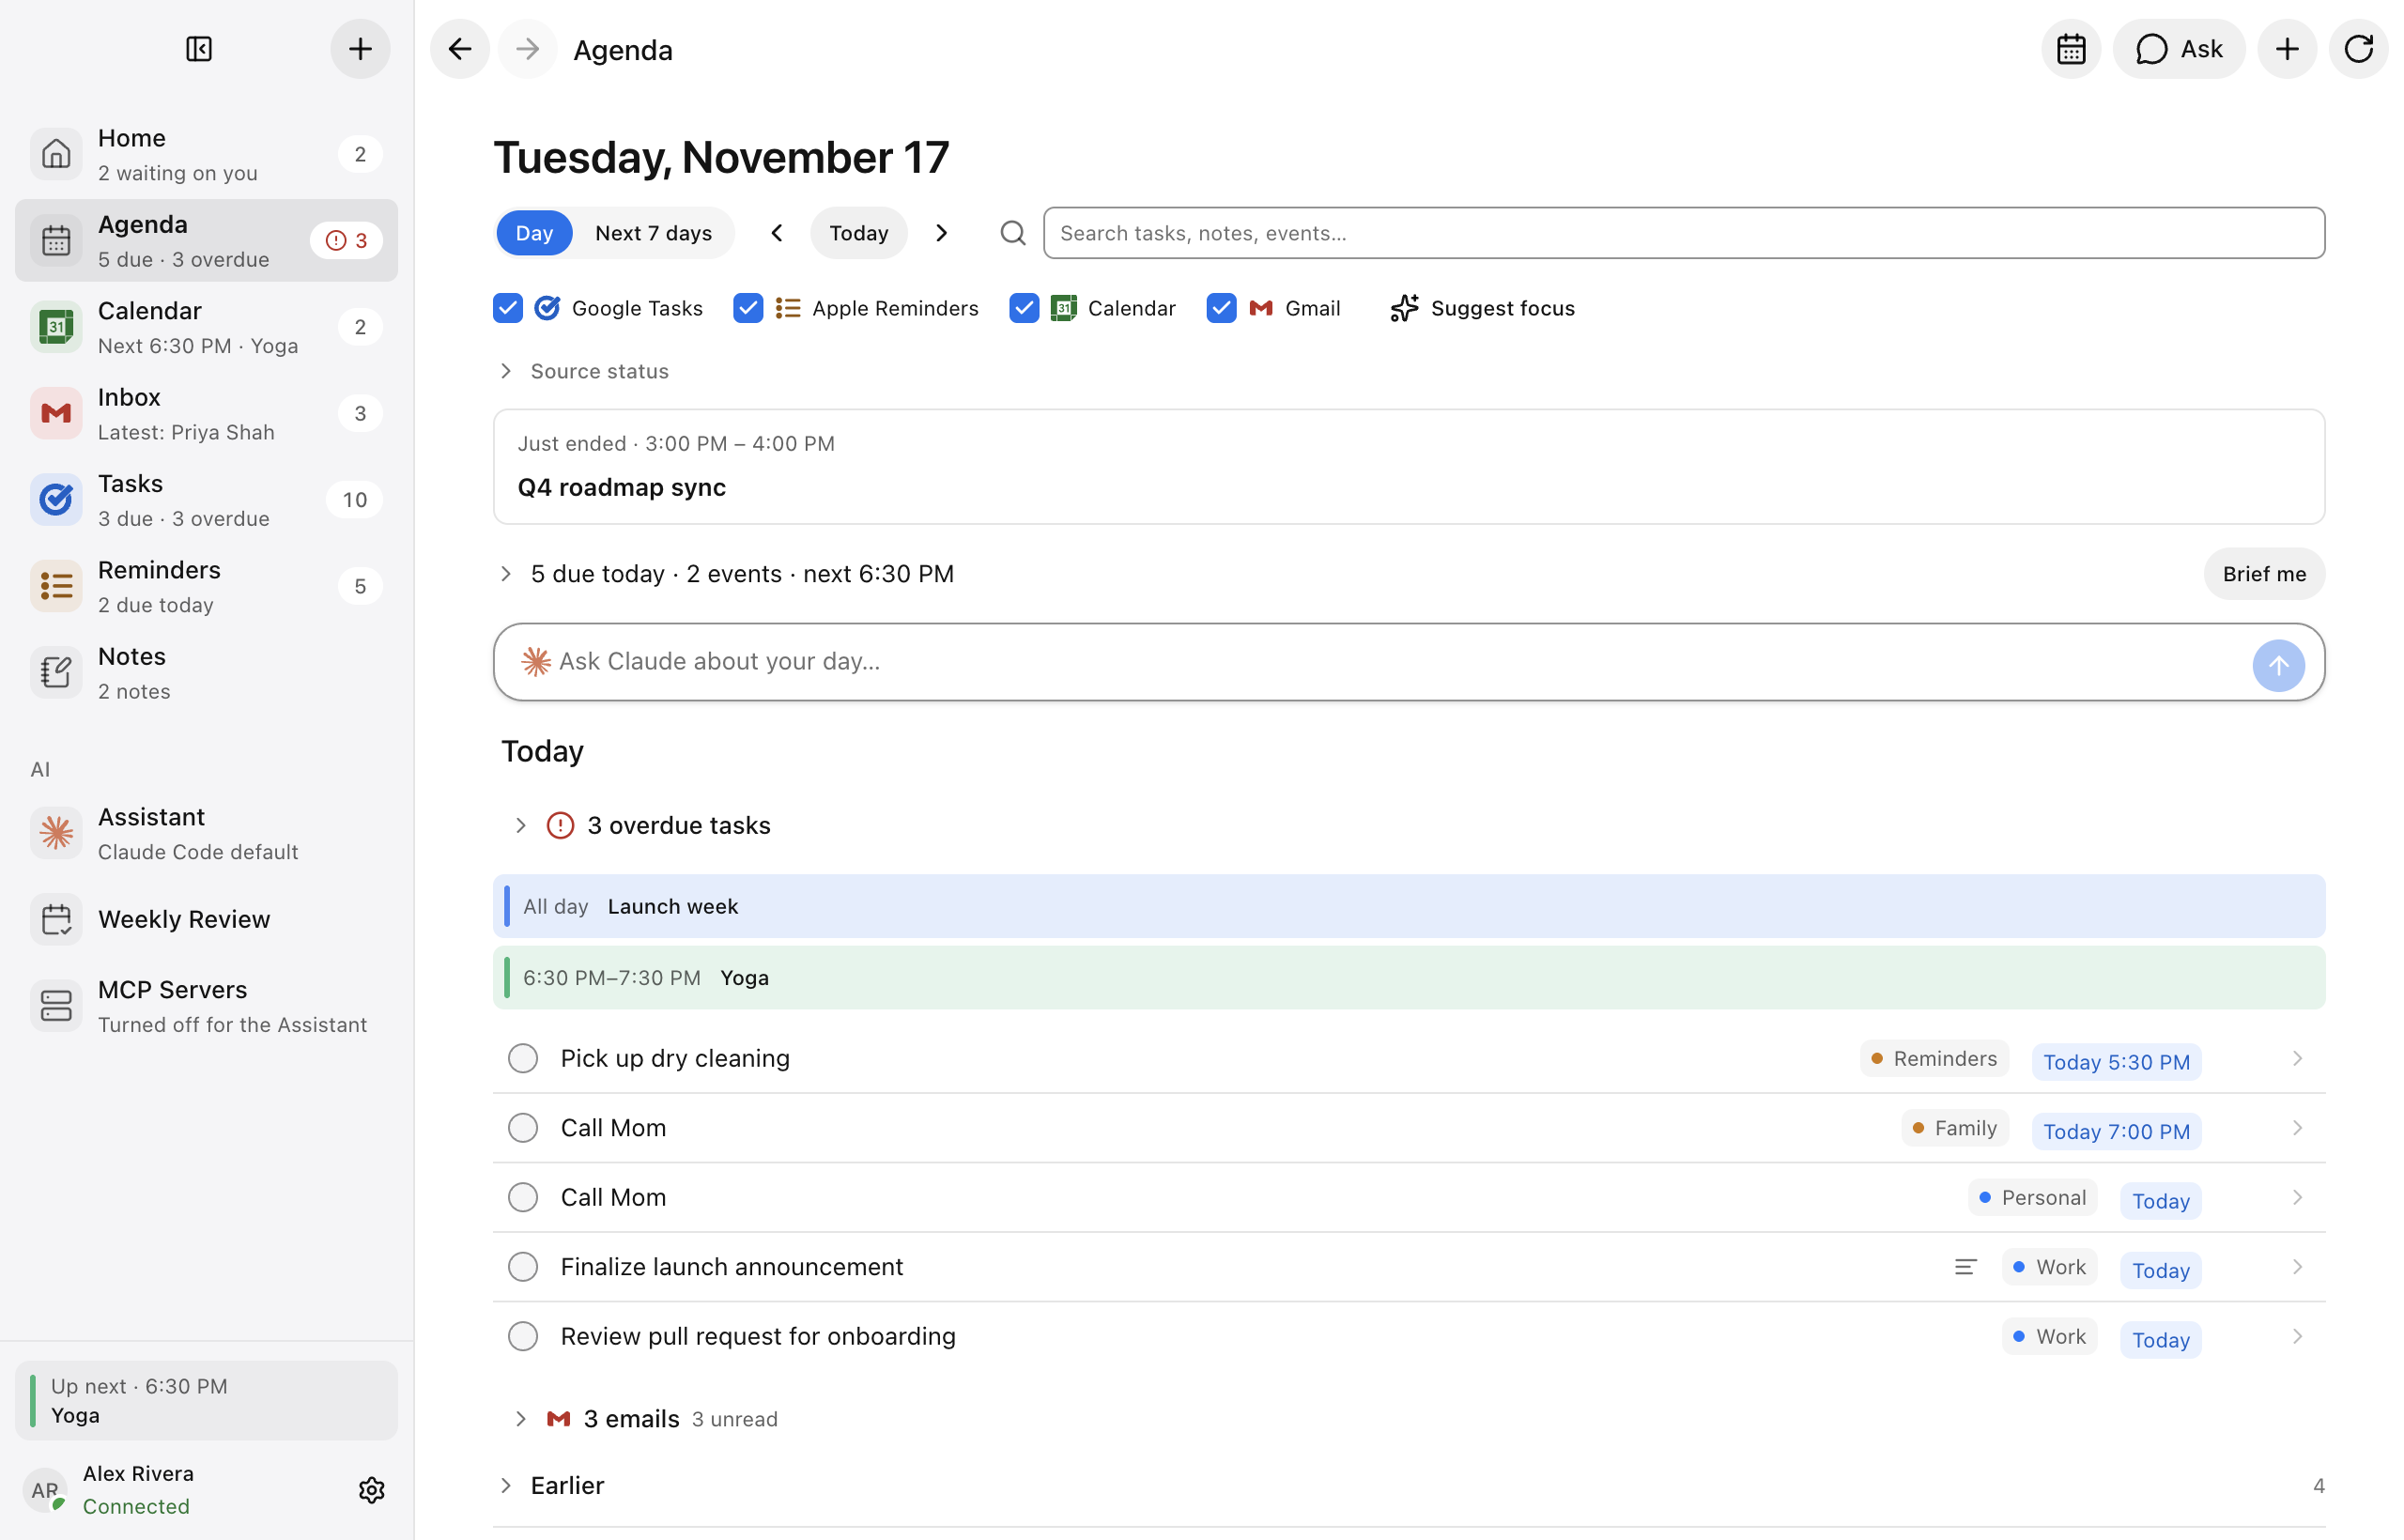 Home
2 waiting on you
2
Agenda
5 due · 3 overdue
3
Calendar
Next 6:30 PM · Yoga
2
31
Inbox
Latest: Priya Shah
3
Tasks
3 due · 3 overdue
10
Reminders
2 due today
5
Notes
2 notes
AI
Assistant
Claude Code default
Weekly Review
MCP Servers
Turned off for the Assistant
Up next · 6:30 PM
Yoga
AR
Alex Rivera
Connected
Agenda
Ask
Tuesday, November 17
Day Next 7 days Today Search tasks, notes, events...
Google Tasks Apple Reminders 31 Calendar Gmail Suggest focus
Source status
Just ended · 3:00 PM – 4:00 PM
Q4 roadmap sync
5 due today · 2 events · next 6:30 PM Brief me
Ask Claude about your day...
Today
3 overdue tasks
All day Launch week
6:30 PM–7:30 PM Yoga
Pick up dry cleaning Reminders Today 5:30 PM
Call Mom Family Today 7:00 PM
Call Mom Personal Today
Finalize launch announcement Work Today
Review pull request for onboarding Work Today
3 emails 3 unread
Earlier 4